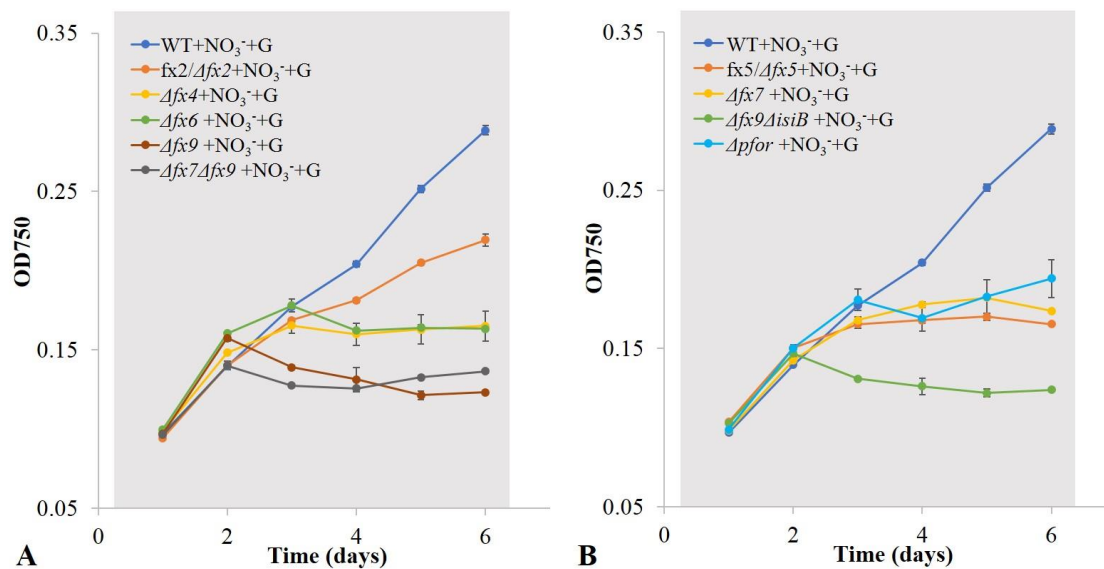 0.35
WT+NO₃⁻+G
fx2/Δfx2+NO₃⁻+G
Δfx4+NO₃⁻+G
Δfx6 +NO₃⁻+G
Δfx9 +NO₃⁻+G
Δfx7Δfx9 +NO₃⁻+G
0.25
OD750
0.15
0.05
0 2 4 6
A
Time (days)
0.35
WT+NO₃⁻+G
fx5/Δfx5+NO₃⁻+G
Δfx7 +NO₃⁻+G
Δfx9ΔisiB +NO₃⁻+G
Δpfor +NO₃⁻+G
0.25
OD750
0.15
0.05
0 2 4 6
B
Time (days)